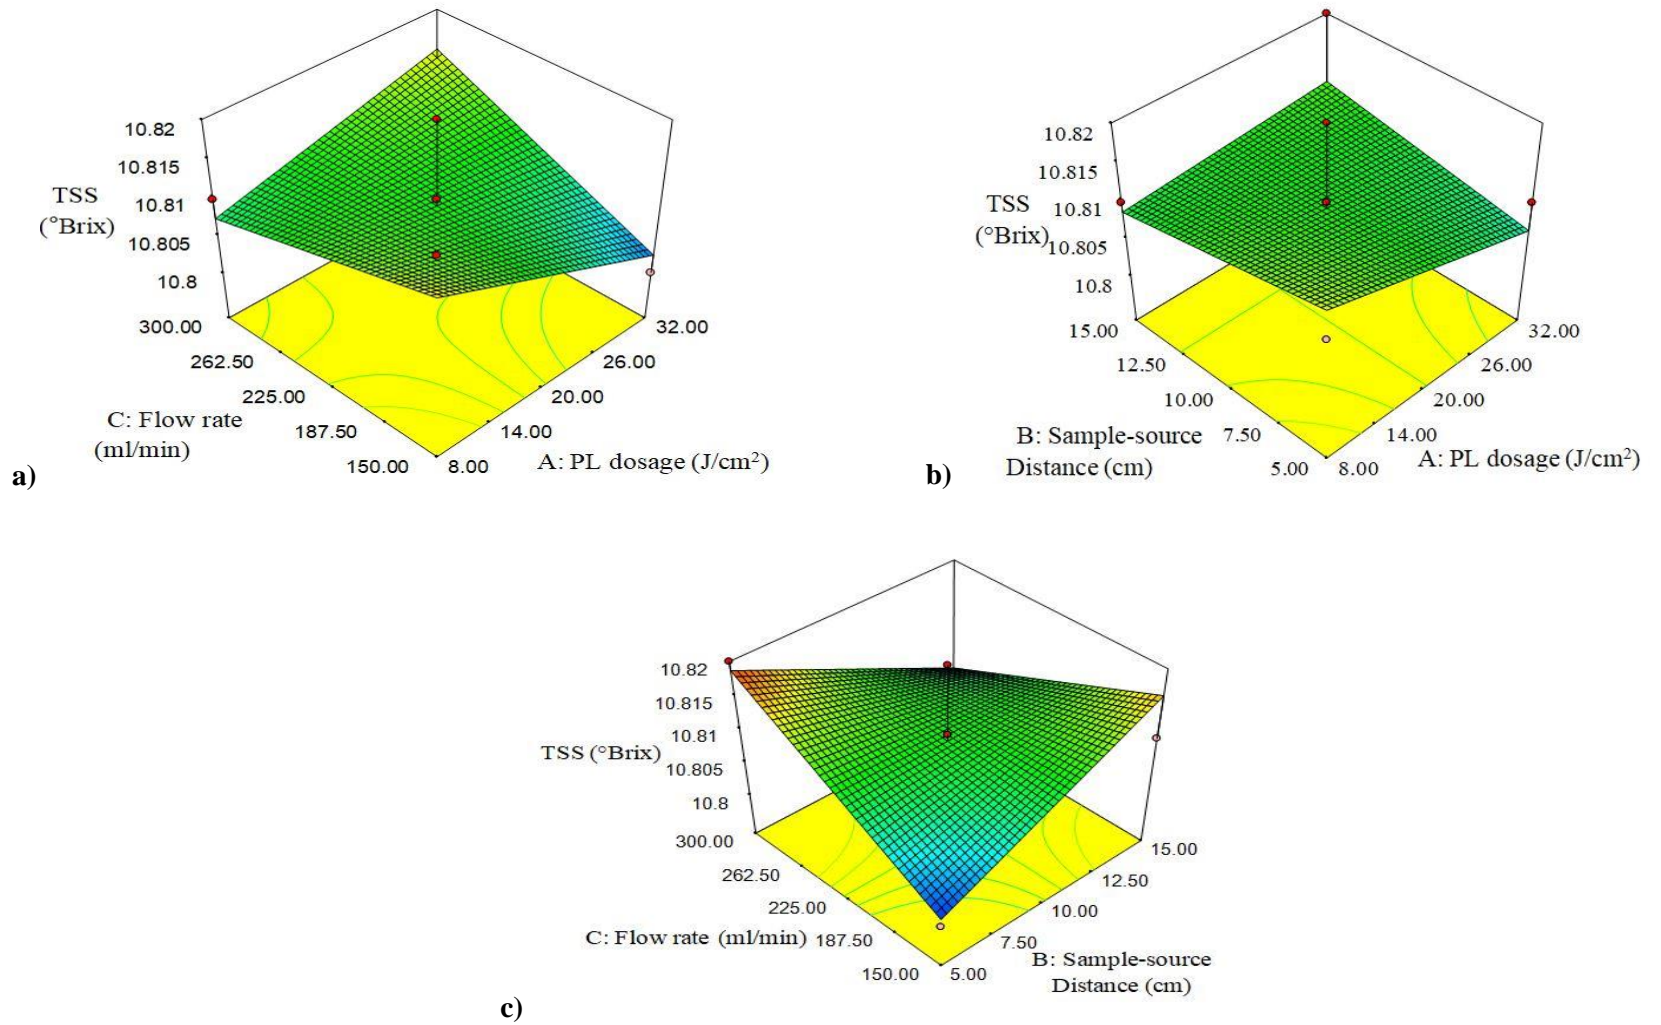 10.82
10.815
TSS
10.81
(°Brix)
10.805
10.8
300.00
32.00
262.50
26.00
225.00
20.00
C: Flow rate
(ml/min)
187.50
14.00
150.00
8.00
A: PL dosage (J/cm²)
a)
10.82
10.815
TSS
10.81
(°Brix)
10.805
10.8
15.00
32.00
12.50
26.00
10.00
20.00
B: Sample-source
Distance (cm)
7.50
14.00
5.00
8.00
A: PL dosage (J/cm²)
b)
10.82
10.815
10.81
TSS (°Brix)
10.805
10.8
300.00
15.00
262.50
12.50
225.00
10.00
C: Flow rate (ml/min)
187.50
7.50
150.00
5.00
B: Sample-source
Distance (cm)
c)